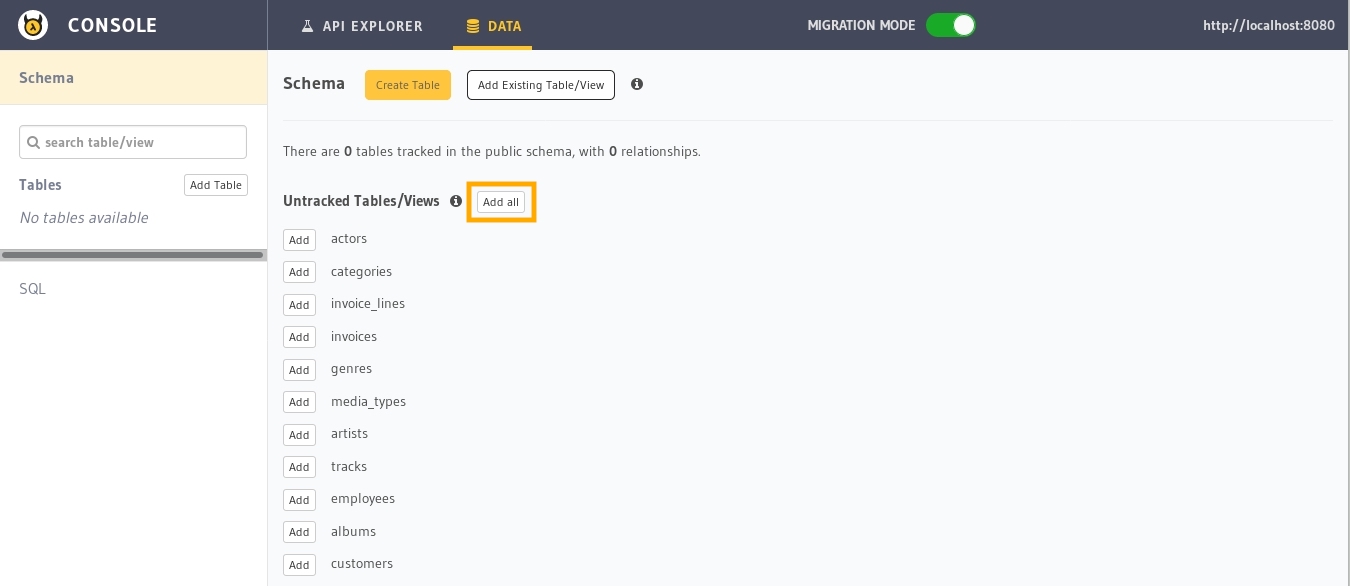 CONSOLE
API EXPLORER
DATA
MIGRATION MODE
http://localhost:8080
Schema
search table/view
Tables
Add Table
No tables available
SQL
Schema
Create Table
Add Existing Table/View
There are 0 tables tracked in the public schema, with 0 relationships.
Untracked Tables/Views
Add all
Add actors
Add categories
Add invoice_lines
Add invoices
Add genres
Add media_types
Add artists
Add tracks
Add employees
Add albums
Add customers